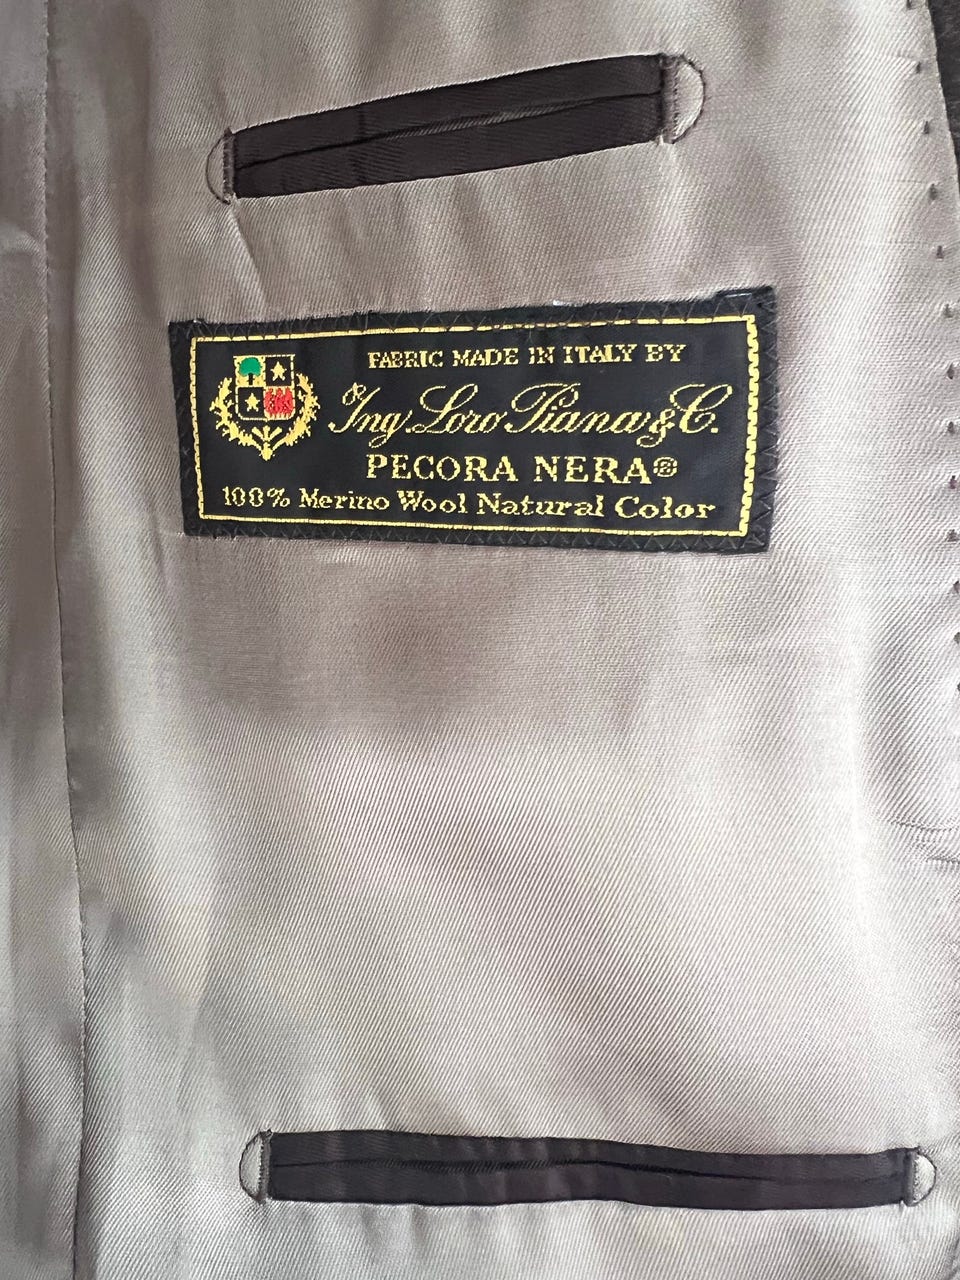 FABRIC MADE IN ITALY BY
Ing. Loro Piana & C.
PECORA NERA®
100% Merino Wool Natural Color